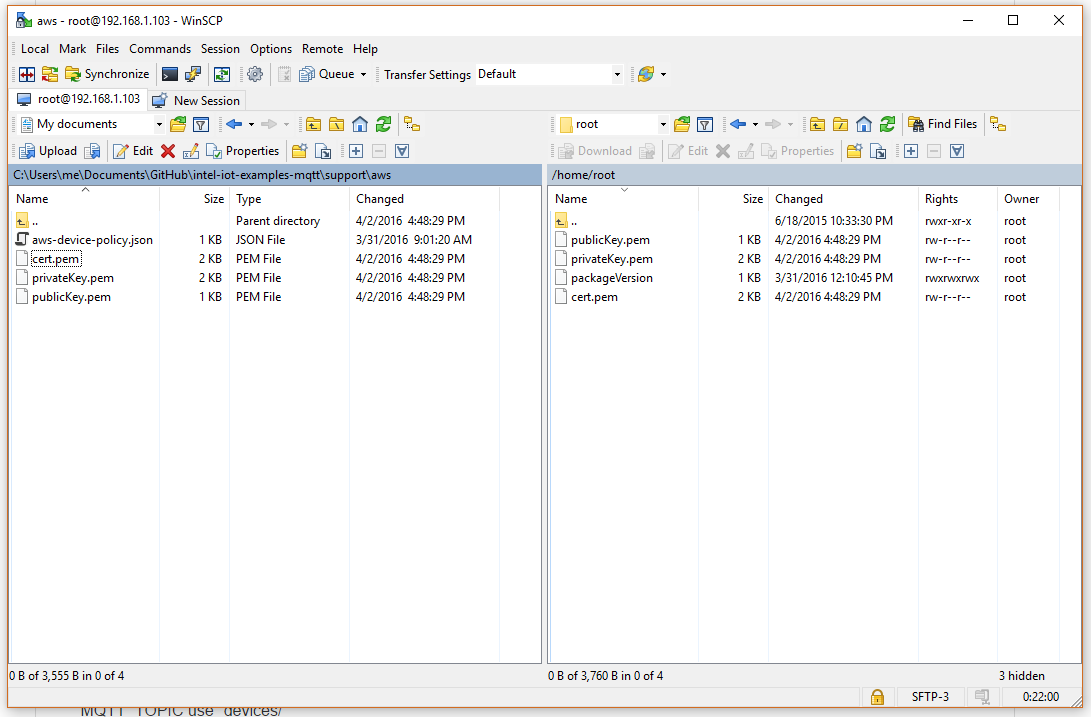 aws - root@192.168.1.103 - WinSCP
Local Mark Files Commands Session Options Remote Help
Synchronize Queue Transfer Settings Default
root@192.168.1.103 New Session
My documents root Find Files
Upload Edit Properties Download Edit Properties
C:\Users\me\Documents\GitHub\intel-iot-examples-mqtt\support\aws /home/root
Name Size Type Changed Name Size Changed Rights Owner
.. Parent directory 4/2/2016 4:48:29 PM .. 6/18/2015 10:33:30 PM rwxr-xr-x root
aws-device-policy.json 1 KB JSON File 3/31/2016 9:01:20 AM publicKey.pem 1 KB 4/2/2016 4:48:29 PM rw-r--r-- root
cert.pem 2 KB PEM File 4/2/2016 4:48:29 PM privateKey.pem 2 KB 4/2/2016 4:48:29 PM rw-r--r-- root
privateKey.pem 2 KB PEM File 4/2/2016 4:48:29 PM packageVersion 1 KB 3/31/2016 12:10:45 PM rwxrwxrwx root
publicKey.pem 1 KB PEM File 4/2/2016 4:48:29 PM cert.pem 2 KB 4/2/2016 4:48:29 PM rw-r--r-- root
0 B of 3,555 B in 0 of 4 0 B of 3,760 B in 0 of 4 3 hidden
SFTP-3 0:22:00
MQTT_TOPIC use devices/